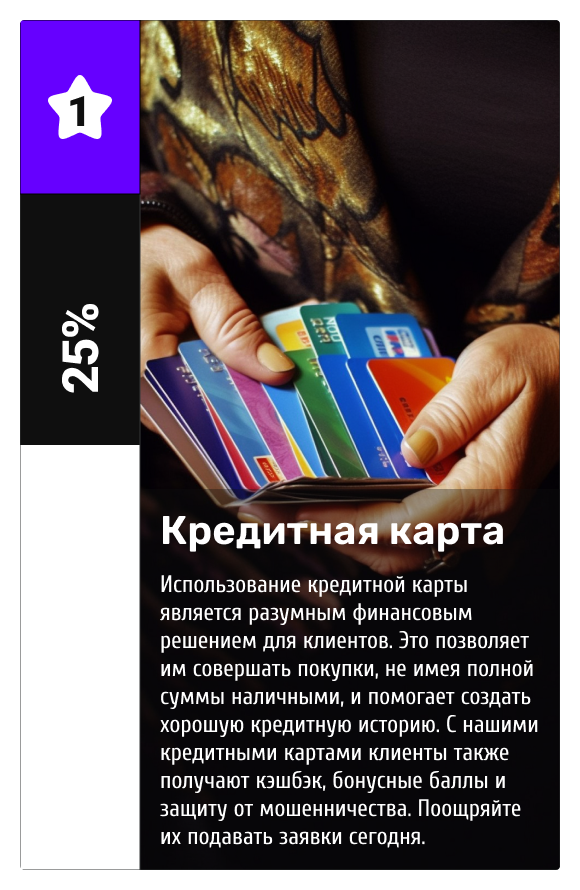 1
25%
Кредитная карта
Использование кредитной карты
является разумным финансовым
решением для клиентов. Это позволяет
им совершать покупки, не имея полной
суммы наличными, и помогает создать
хорошую кредитную историю. С нашими
кредитными картами клиенты также
получают кэшбэк, бонусные баллы и
защиту от мошенничества. Поощряйте
их подавать заявки сегодня.